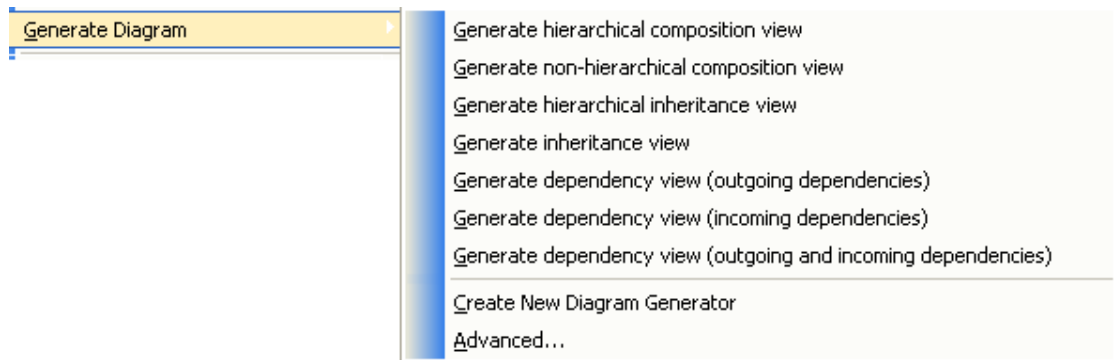 Generate Diagram
Generate hierarchical composition view
Generate non-hierarchical composition view
Generate hierarchical inheritance view
Generate inheritance view
Generate dependency view (outgoing dependencies)
Generate dependency view (incoming dependencies)
Generate dependency view (outgoing and incoming dependencies)
Create New Diagram Generator
Advanced...